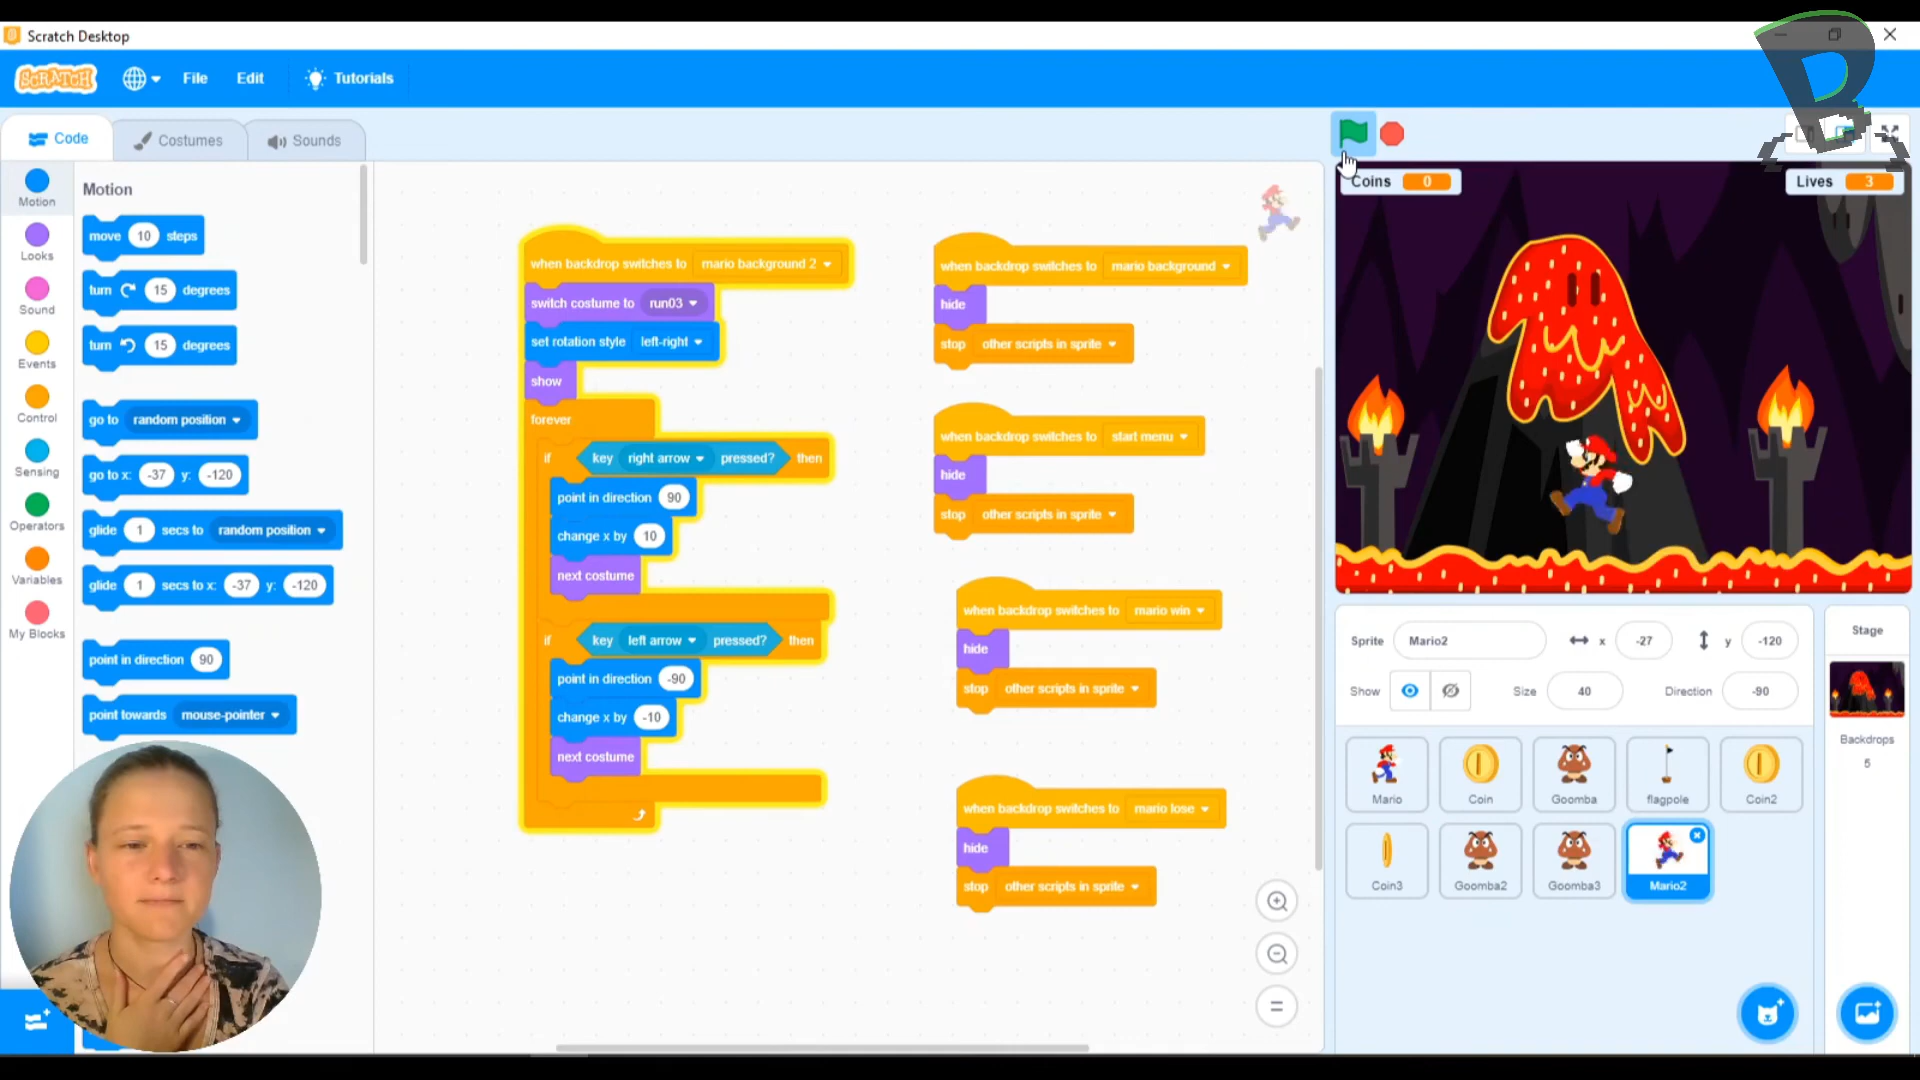 Scratch Desktop
SCRATCH
File
Edit
Tutorials
Code
Costumes
Sounds
Motion
Looks
Sound
Events
Control
Sensing
Operators
Variables
My Blocks
Motion
move 10 steps
turn 15 degrees
turn 15 degrees
go to random position
go to x: -37 y: -120
glide 1 secs to random position
glide 1 secs to x: -37 y: -120
point in direction 90
point towards mouse-pointer
when backdrop switches to mario background 2
switch costume to run03
set rotation style left-right
show
forever
if key right arrow pressed? then
point in direction 90
change x by 10
next costume
if key left arrow pressed? then
point in direction -90
change x by -10
next costume
when backdrop switches to mario background
hide
stop other scripts in sprite
when backdrop switches to start menu
hide
stop other scripts in sprite
when backdrop switches to mario win
hide
stop other scripts in sprite
when backdrop switches to mario lose
hide
stop other scripts in sprite
Coins 0
Lives 3
Sprite Mario2 x -27 y -120
Show Size 40 Direction -90
Mario
Coin
Goomba
flagpole
Coin2
Coin3
Goomba2
Goomba3
Mario2
Stage
Backdrops
5
B